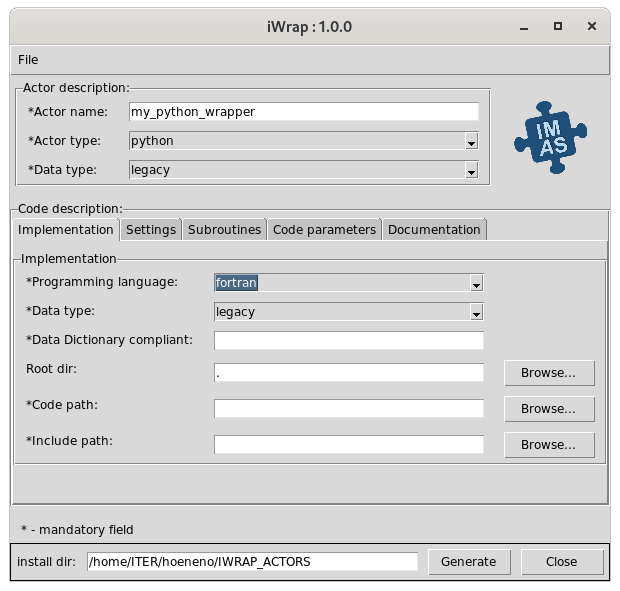 iWrap : 1.0.0
File
Actor description:
*Actor name: my_python_wrapper
*Actor type: python
*Data type: legacy
IM
AS
Code description:
Implementation Settings Subroutines Code parameters Documentation
Implementation
*Programming language: fortran
*Data type: legacy
*Data Dictionary compliant:
Root dir: . Browse...
*Code path: Browse...
*Include path: Browse...
* - mandatory field
install dir: /home/ITER/hoeneno/IWRAP_ACTORS Generate Close